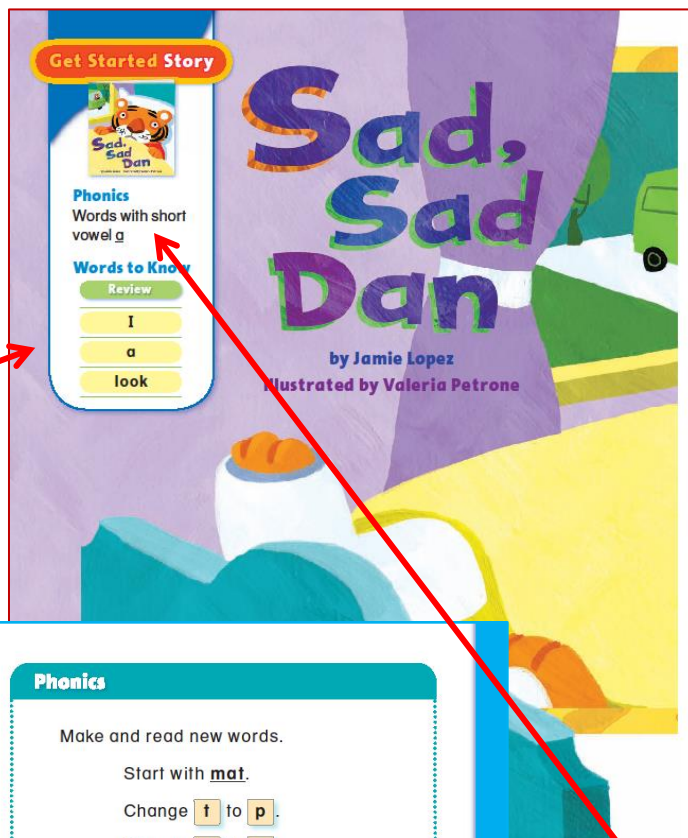 Get Started Story
Sad,
Sad
Dan
Phonics
Words with short
vowel a
Words to Know
Review
I
a
look
Sad,
Sad
Dan
by Jamie Lopez
Illustrated by Valeria Petrone
Phonics
Make and read new words.
Start with mat.
Change t to p.